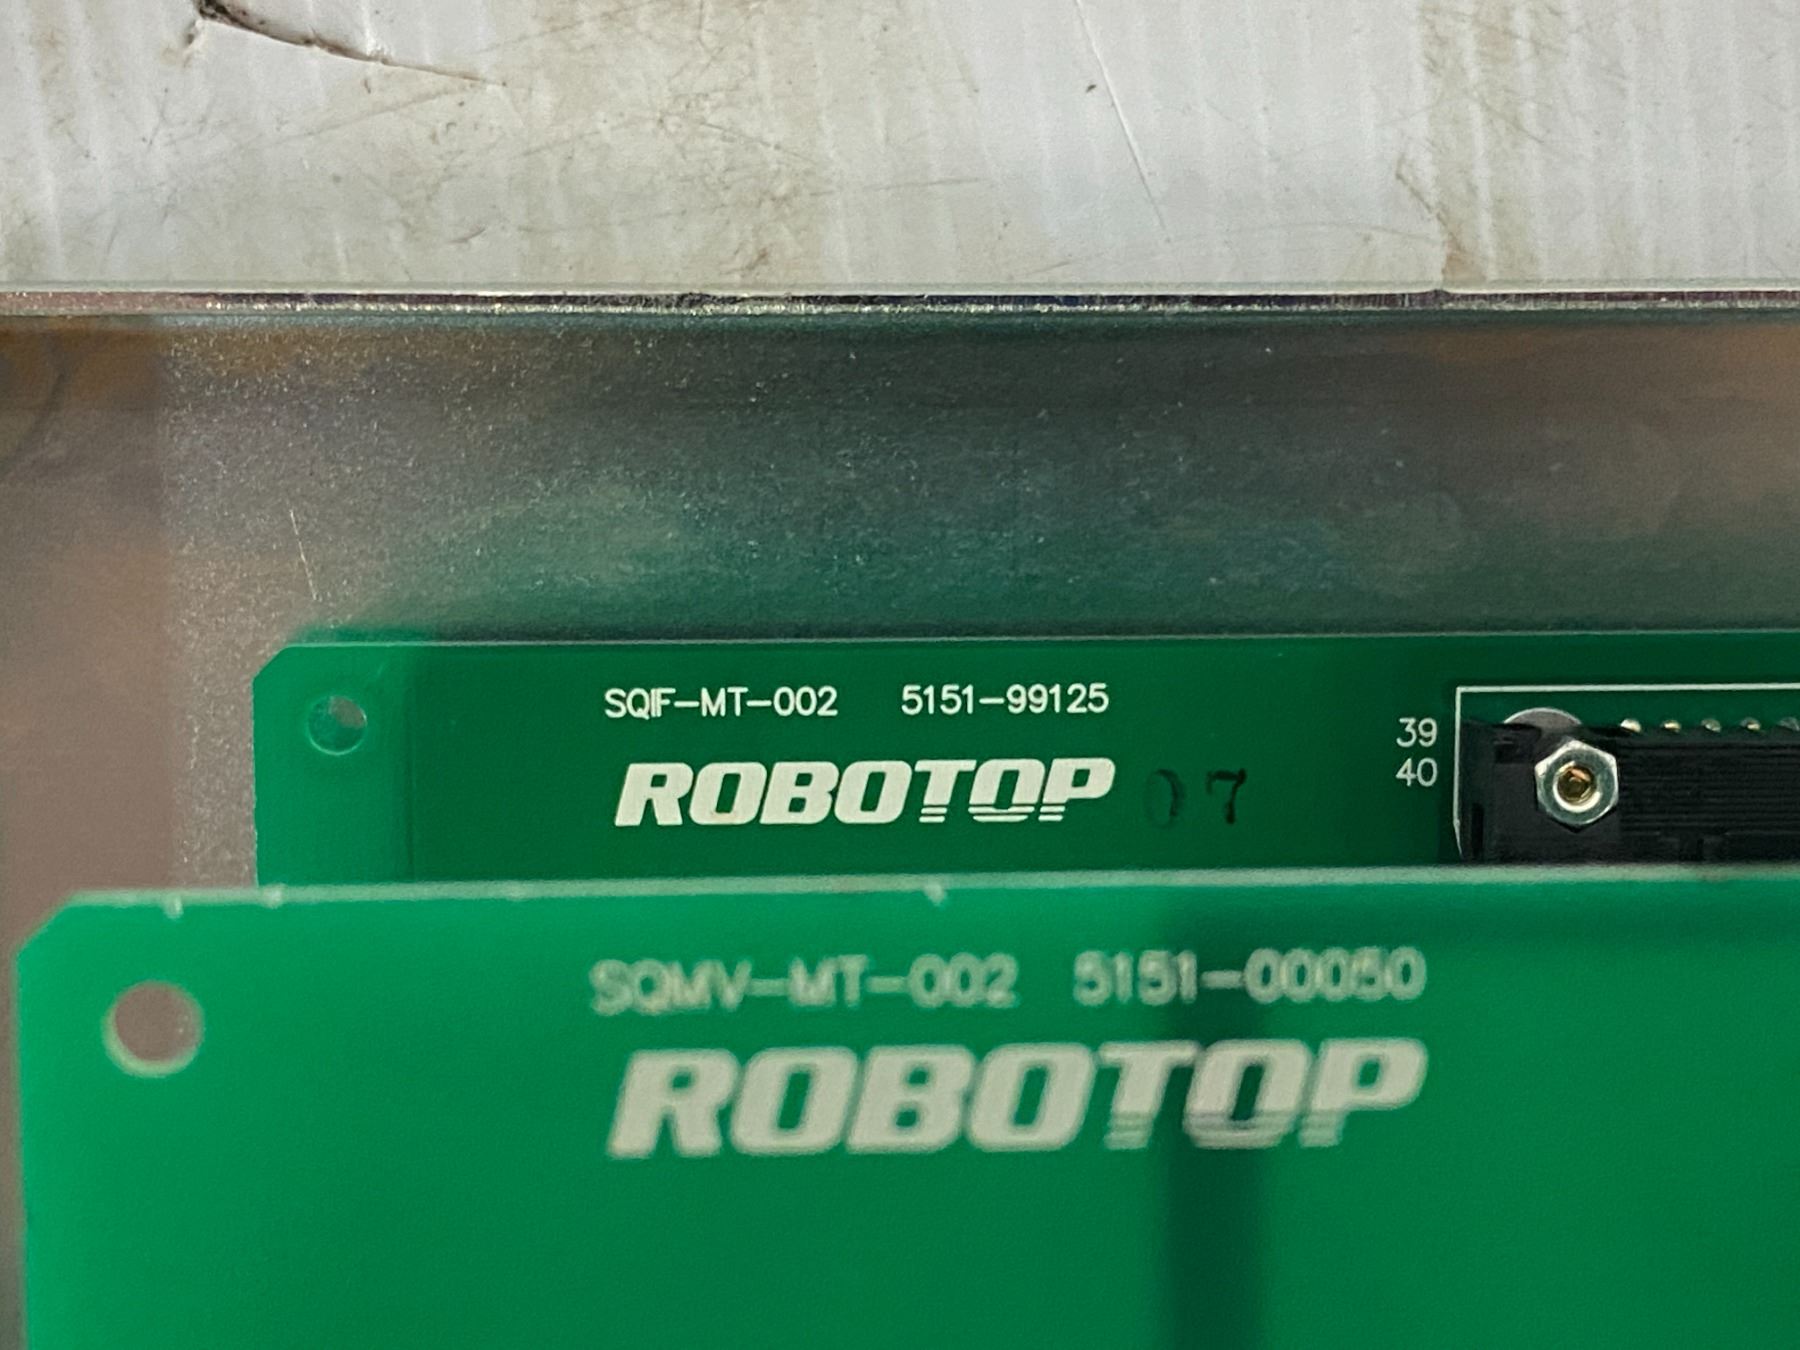 SQIF-MT-002 5151-99125
39
40
ROBOTOP 07
SQMV-MT-002 5151-00050
ROBOTOP